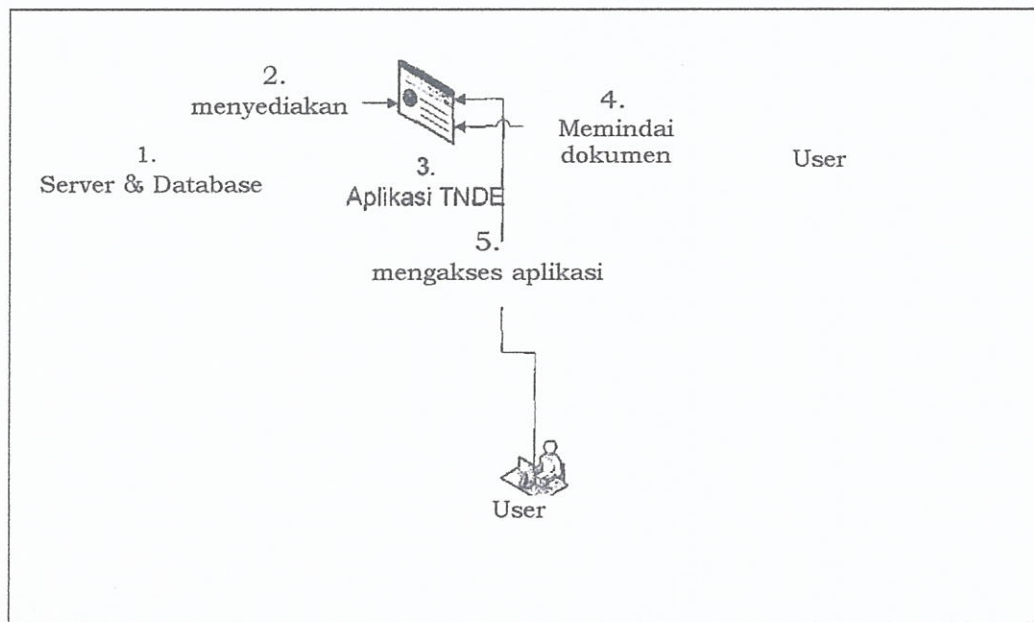 1.
Server & Database
2.
menyediakan
3.
Aplikasi TNDE
4.
Memindai
dokumen
User
5.
mengakses aplikasi
User